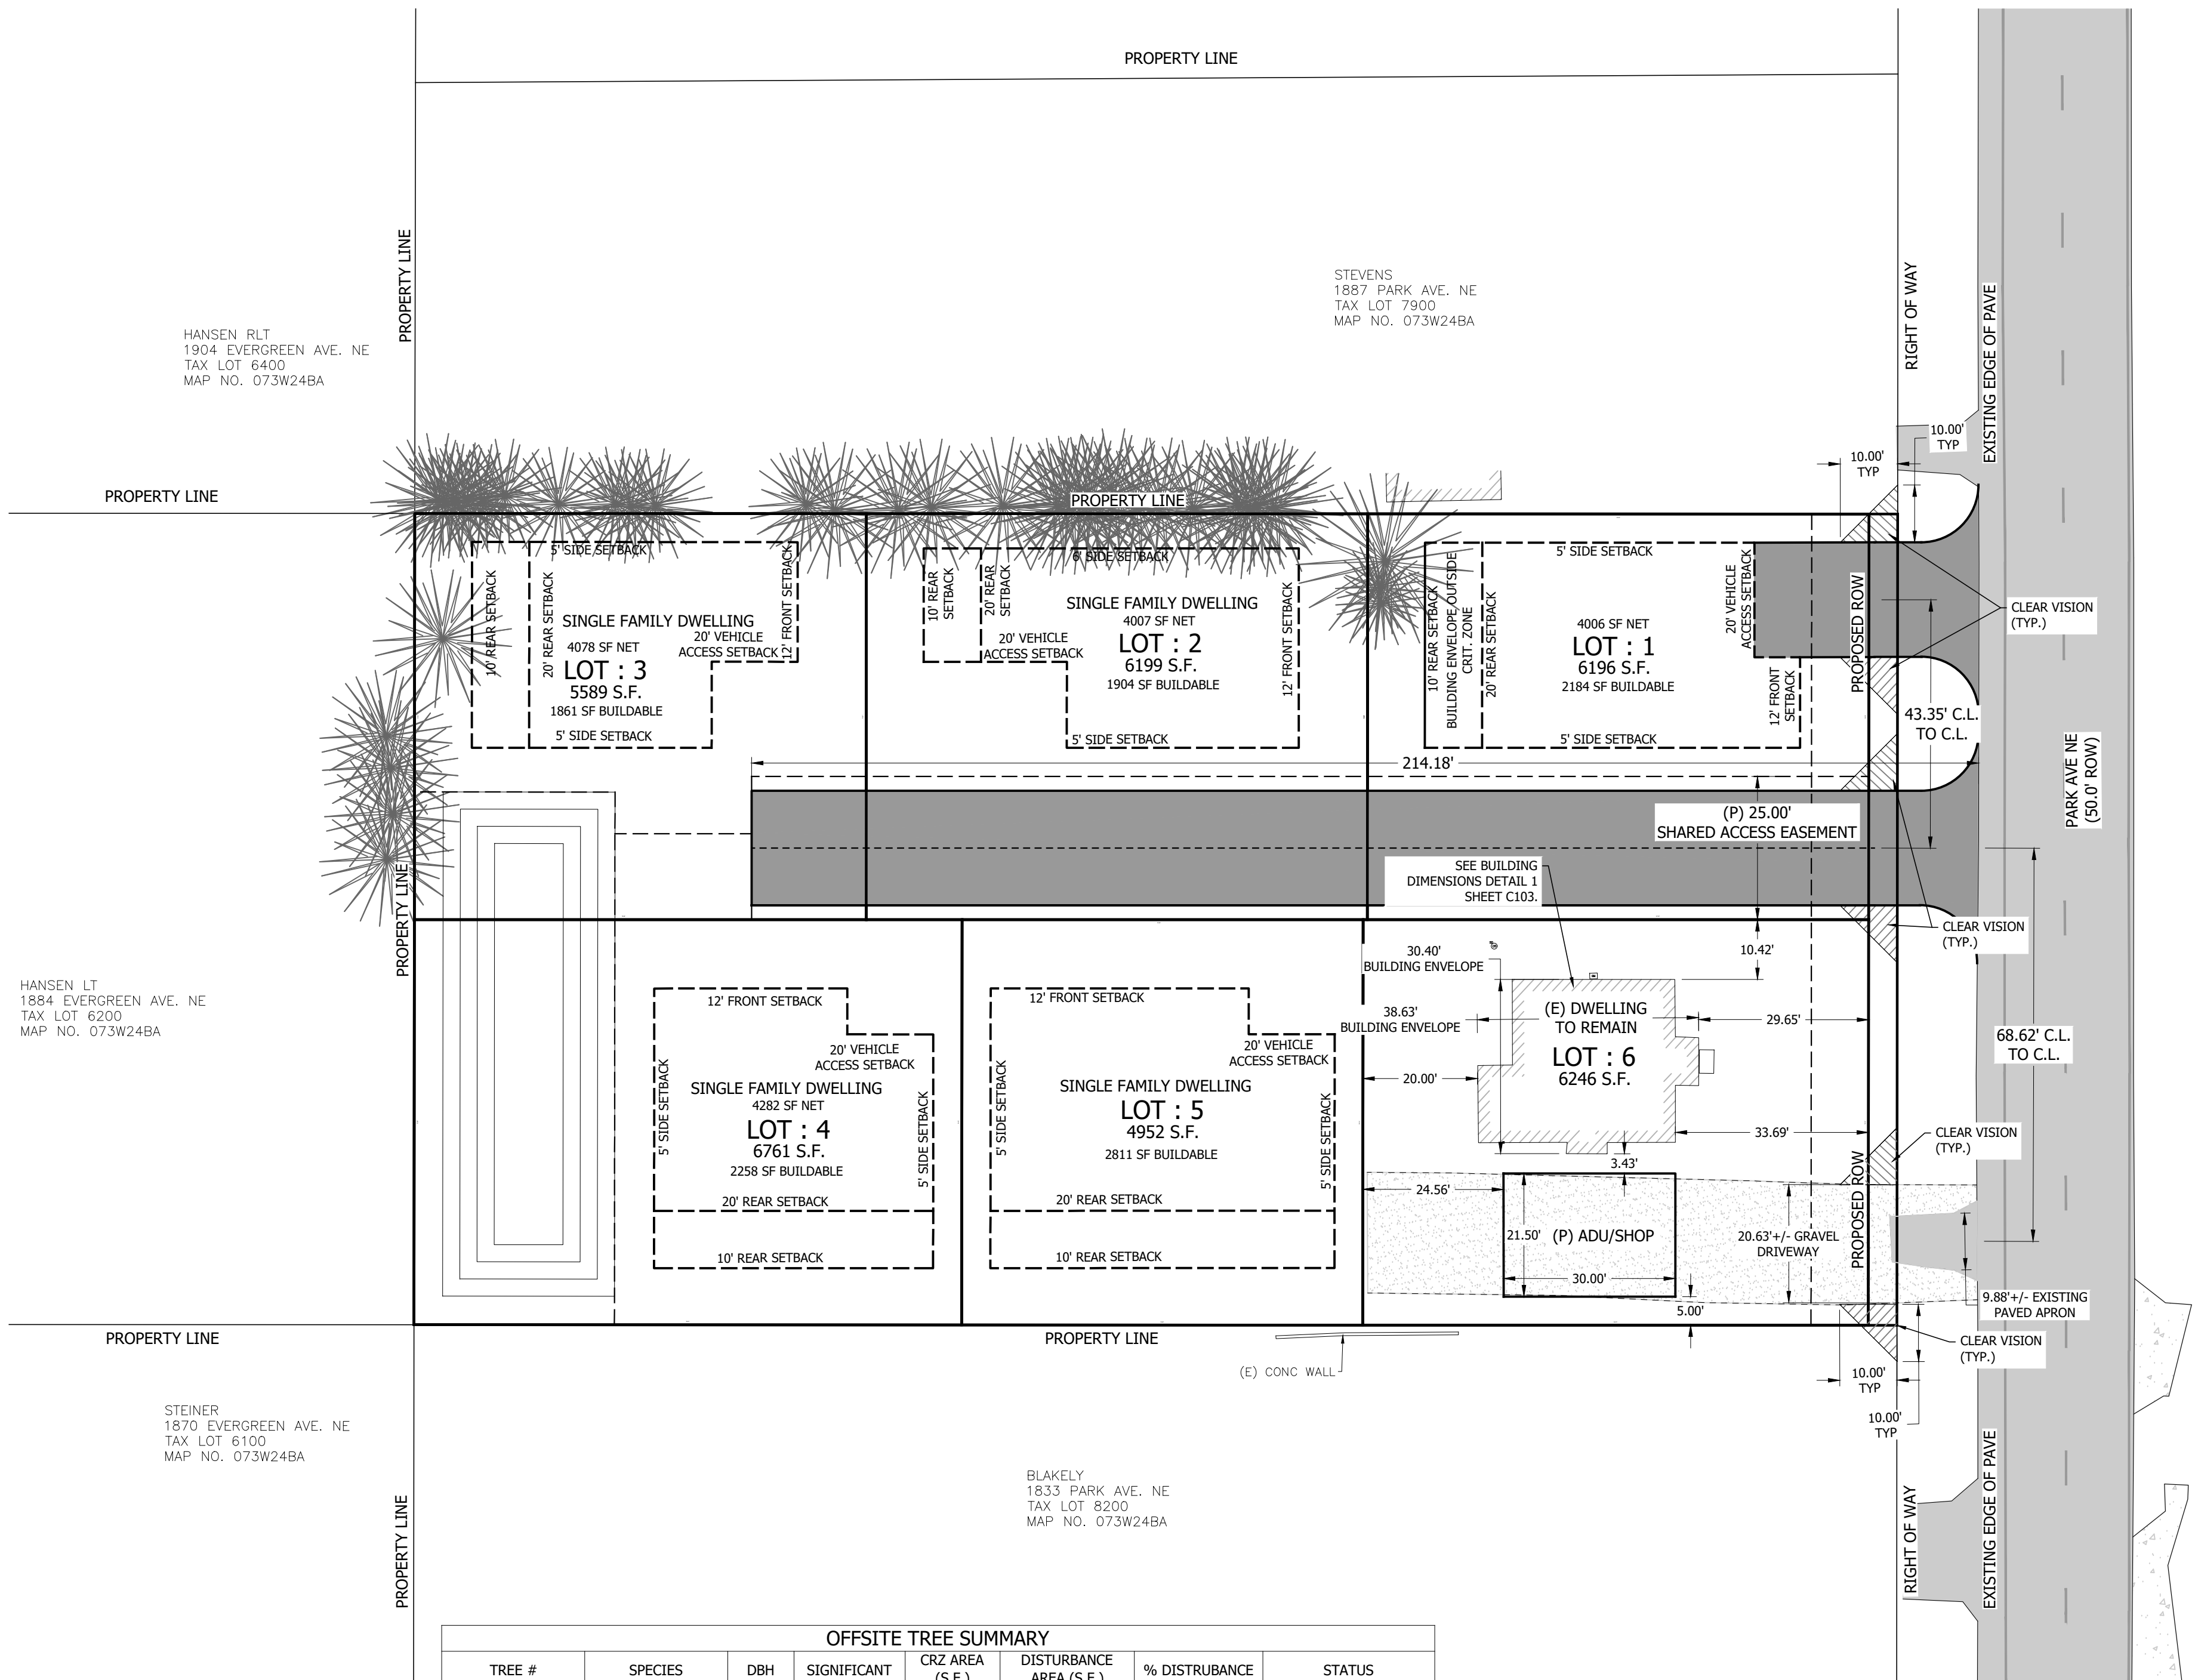 PROPERTY LINE
PROPERTY LINE
STEVENS
1887 PARK AVE. NE
TAX LOT 7900
MAP NO. 073W24BA
RIGHT OF WAY
EXISTING EDGE OF PAVE
HANSEN RLT
1904 EVERGREEN AVE. NE
TAX LOT 6400
MAP NO. 073W24BA
10.00'
TYP
10.00'
TYP
PROPERTY LINE
PROPERTY LINE
5' SIDE SETBACK
10' REAR SETBACK
20' REAR SETBACK
SINGLE FAMILY DWELLING
4078 SF NET
20' VEHICLE
ACCESS SETBACK
12' FRONT SETBACK
LOT : 3
5589 S.F.
1861 SF BUILDABLE
5' SIDE SETBACK
6' SIDE SETBACK
10' REAR
SETBACK
20' REAR
SETBACK
SINGLE FAMILY DWELLING
4007 SF NET
20' VEHICLE
ACCESS SETBACK
LOT : 2
6199 S.F.
1904 SF BUILDABLE
12' FRONT SETBACK
5' SIDE SETBACK
10' REAR SETBACK
BUILDING ENVELOPE OUTSIDE
CRIT. ZONE
20' REAR SETBACK
5' SIDE SETBACK
4006 SF NET
LOT : 1
6196 S.F.
2184 SF BUILDABLE
5' SIDE SETBACK
20' VEHICLE
ACCESS SETBACK
12' FRONT
SETBACK
PROPOSED ROW
CLEAR VISION
(TYP.)
43.35' C.L.
TO C.L.
PARK AVE NE
(50.0' ROW)
214.18'
(P) 25.00'
SHARED ACCESS EASEMENT
SEE BUILDING
DIMENSIONS DETAIL 1
SHEET C103.
PROPERTY LINE
CLEAR VISION
(TYP.)
HANSEN LT
1884 EVERGREEN AVE. NE
TAX LOT 6200
MAP NO. 073W24BA
12' FRONT SETBACK
20' VEHICLE
ACCESS SETBACK
5' SIDE SETBACK
SINGLE FAMILY DWELLING
4282 SF NET
LOT : 4
6761 S.F.
2258 SF BUILDABLE
5' SIDE SETBACK
20' REAR SETBACK
10' REAR SETBACK
12' FRONT SETBACK
20' VEHICLE
ACCESS SETBACK
5' SIDE SETBACK
SINGLE FAMILY DWELLING
LOT : 5
4952 S.F.
2811 SF BUILDABLE
5' SIDE SETBACK
20' REAR SETBACK
10' REAR SETBACK
30.40'
BUILDING ENVELOPE
38.63'
BUILDING ENVELOPE
10.42'
(E) DWELLING
TO REMAIN
29.65'
LOT : 6
6246 S.F.
20.00'
33.69'
3.43'
24.56'
21.50'
(P) ADU/SHOP
30.00'
5.00'
20.63'+/- GRAVEL
DRIVEWAY
PROPOSED ROW
68.62' C.L.
TO C.L.
CLEAR VISION
(TYP.)
9.88'+/- EXISTING
PAVED APRON
CLEAR VISION
(TYP.)
10.00'
TYP
10.00'
TYP
PROPERTY LINE
PROPERTY LINE
(E) CONC WALL
STEINER
1870 EVERGREEN AVE. NE
TAX LOT 6100
MAP NO. 073W24BA
BLAKELY
1833 PARK AVE. NE
TAX LOT 8200
MAP NO. 073W24BA
PROPERTY LINE
RIGHT OF WAY
EXISTING EDGE OF PAVE
OFFSITE TREE SUMMARY
TREE #
SPECIES
DBH
SIGNIFICANT
CRZ AREA
(S.F.)
DISTURBANCE
AREA (S.F.)
% DISTRUBANCE
STATUS